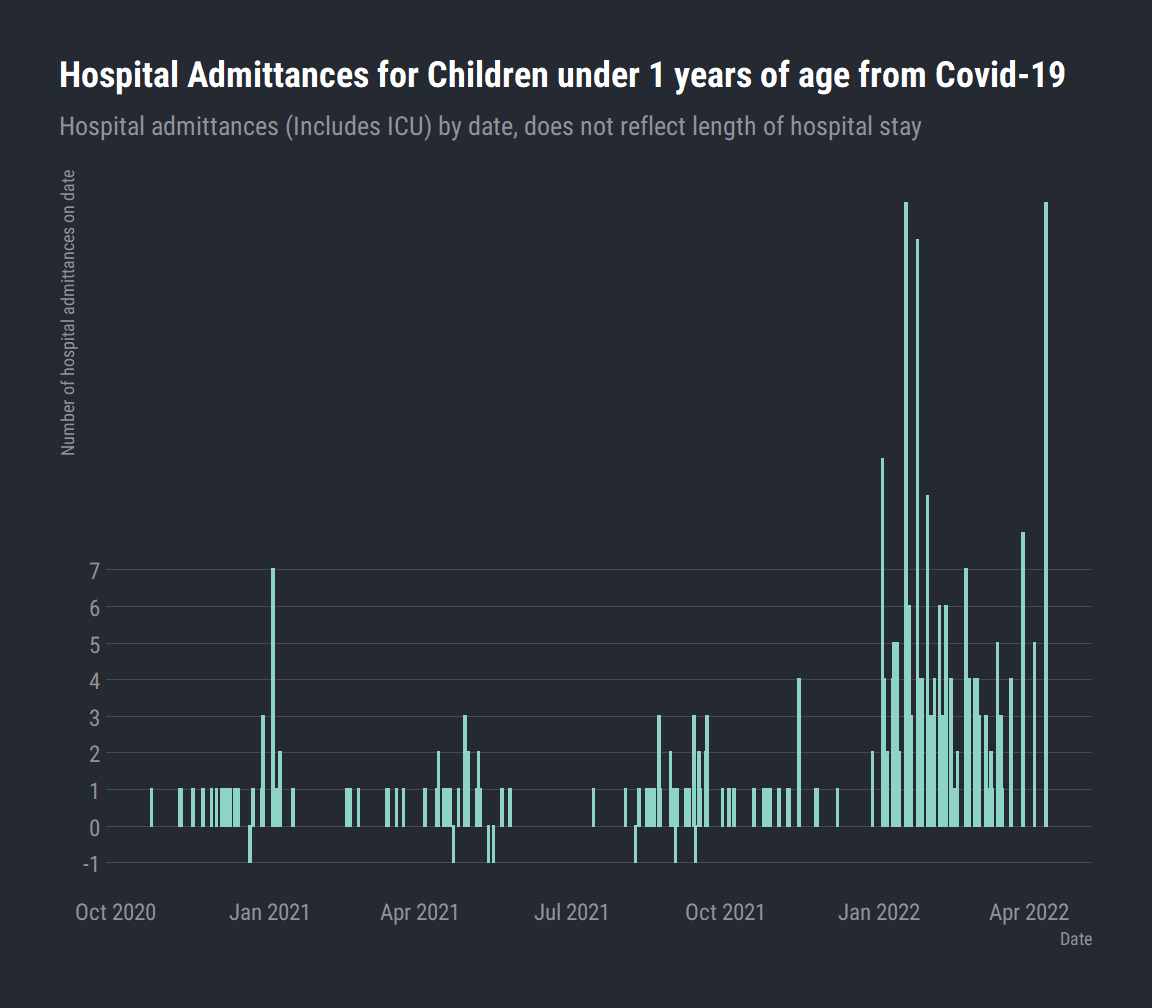 Hospital Admittances for Children under 1 years of age from Covid-19
Hospital admittances (Includes ICU) by date, does not reflect length of hospital stay
Number of hospital admittances on date
7
6
5
4
3
2
1
0
-1
Oct 2020 Jan 2021 Apr 2021 Jul 2021 Oct 2021 Jan 2022 Apr 2022
Date